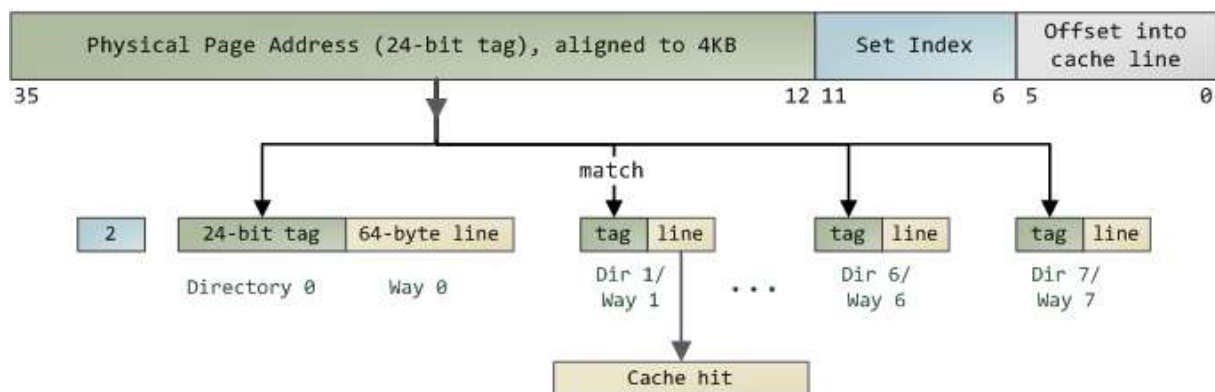 Physical Page Address (24-bit tag), aligned to 4KB
Set Index
Offset into
cache line
35
12
11
6
5
0
match
2
24-bit tag
64-byte line
tag
line
tag
line
tag
line
Directory 0
Way 0
Dir 1/
Way 1
...
Dir 6/
Way 6
Dir 7/
Way 7
Cache hit